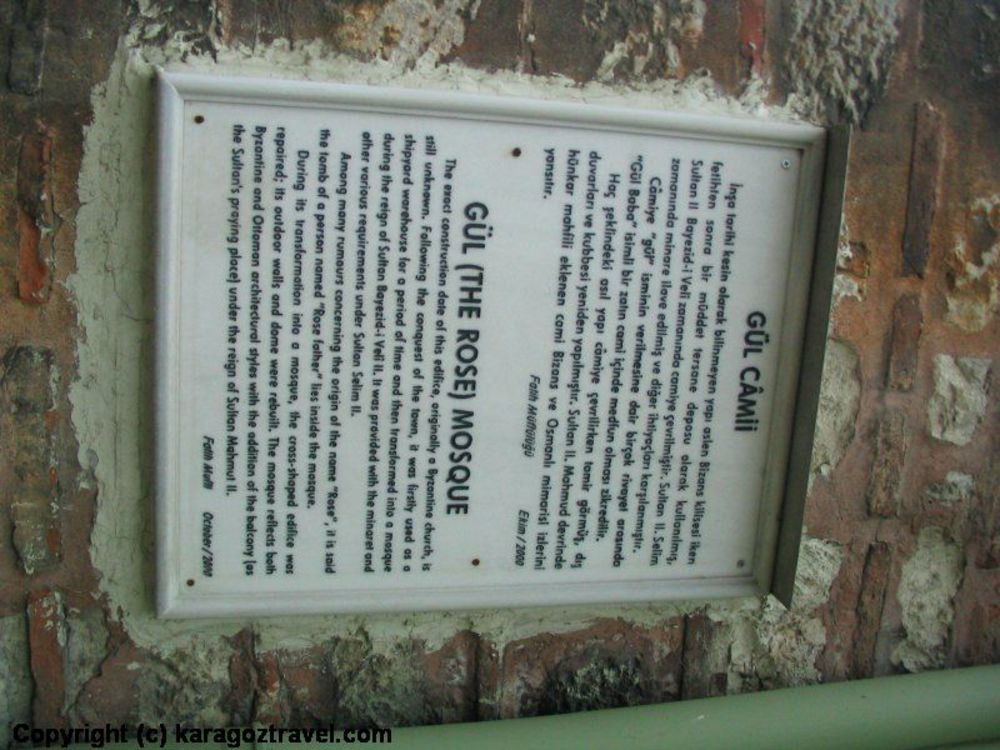 GÜL CÂMİİ
İnşa tarihi kesin olarak bilinmeyen yapı aslen Bizans kilisesi iken
fetihten sonra bir müddet tersane deposu olarak kullanılmış,
Sultan II Bayezid-i Veli zamanında camiye çevrilmiştir. Sultan II. Selim
zamanında minare ilave edilmiş ve diğer ihtiyaçları karşılanmıştır.
Câmiye "gül" isminin verilmesine dair birçok rivayet arasında
"Gül Baba" isimli bir zatın cami içinde medfun olması zikredilir.
Haç şeklindeki asıl yapı câmiye çevrilirken tamir görmüş, dış
duvarları ve kubbesi yeniden yapılmıştır. Sultan II. Mahmud devrinde
hünkar mahfili eklenen cami Bizans ve Osmanlı mimarisi izlerini
yansıtır.
Fatih Müftülüğü Ekim / 2000
GÜL (THE ROSE) MOSQUE
The exact construction date of this edifice, originally a Byzantine church, is
still unknown. Following the conquest of the town, it was firstly used as a
shipyard warehouse for a period of time and then transformed into a mosque
during the reign of Sultan Bayezid-i Veli II. It was provided with the minaret and
other various requirements under Sultan Selim II.
Among many rumours concerning the origin of the name "Rose", it is said
the tomb of a person named "Rose father" lies inside the mosque.
During its transformation into a mosque, the cross-shaped edifice was
repaired; its outdoor walls and dome were rebuilt. The mosque reflects both
Byzantine and Ottoman architectural styles with the addition of the balcony (as
the Sultan's praying place) under the reign of Sultan Mahmut II.
Fatih Mufti October / 2000
Copyright (c) karagoztravel.com